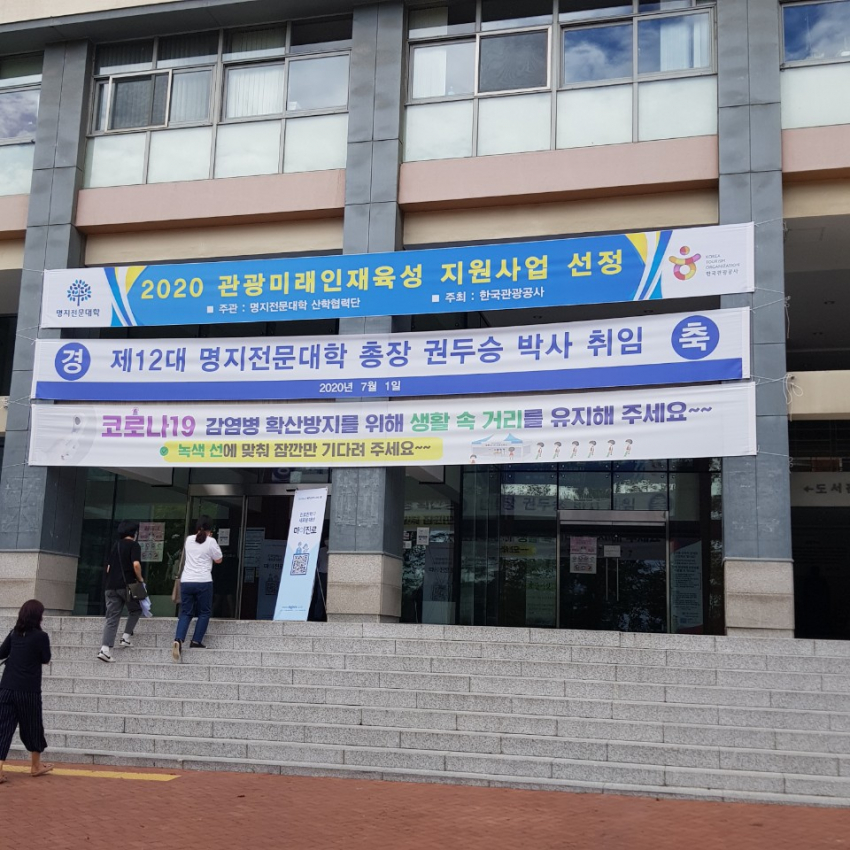 2020 관광미래인재육성 지원사업 선정
명지전문대학
■ 주관 : 명지전문대학 산학협력단 ■ 주최 : 한국관광공사
KOREA
TOURISM
ORGANIZATION
한국관광공사
경 제12대 명지전문대학 총장 권두승 박사 취임 축
2020년 7월 1일
코로나19 감염병 확산방지를 위해 생활 속 거리를 유지해 주세요~~
녹색 선에 맞춰 잠깐만 기다려 주세요~~
←도서관